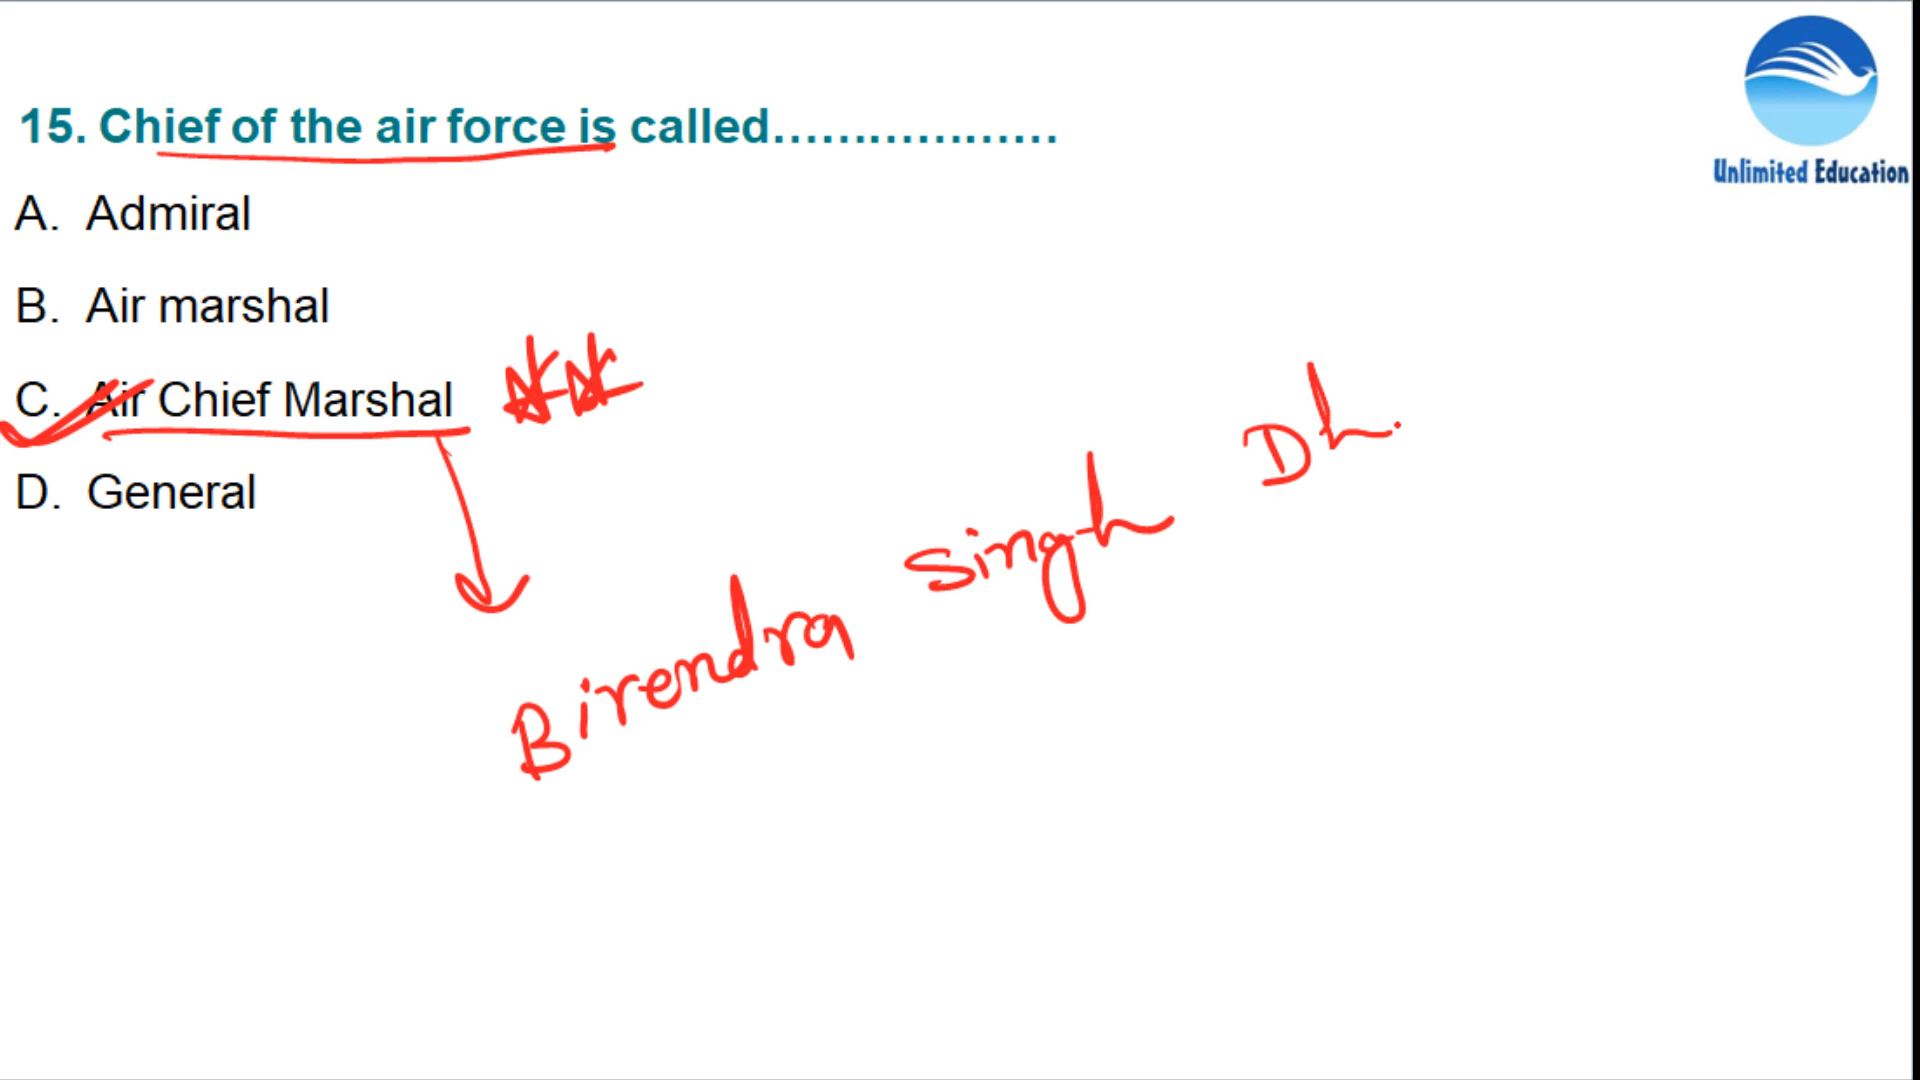 15. Chief of the air force is called..................
Unlimited Education
A. Admiral
B. Air marshal
C. Air Chief Marshal
D. General
Birendra Singh Dh